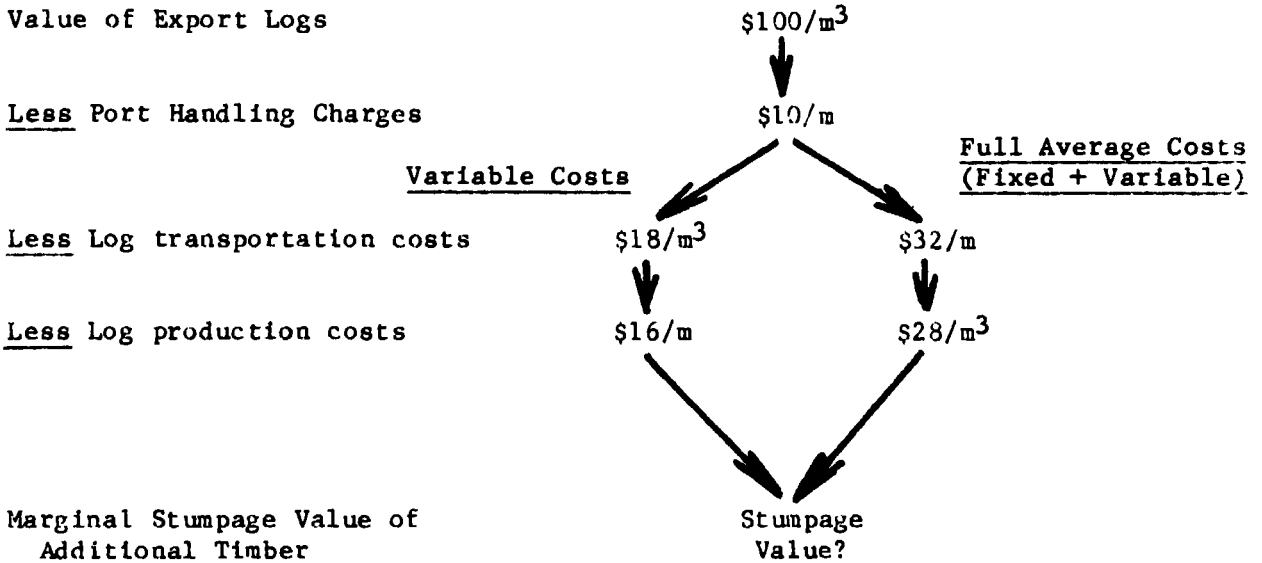 Value of Export Logs $100/m³
Less Port Handling Charges $10/m
Full Average Costs
Variable Costs (Fixed + Variable)
Less Log transportation costs $18/m³ $32/m
Less Log production costs $16/m $28/m³
Marginal Stumpage Value of Stumpage
Additional Timber Value?